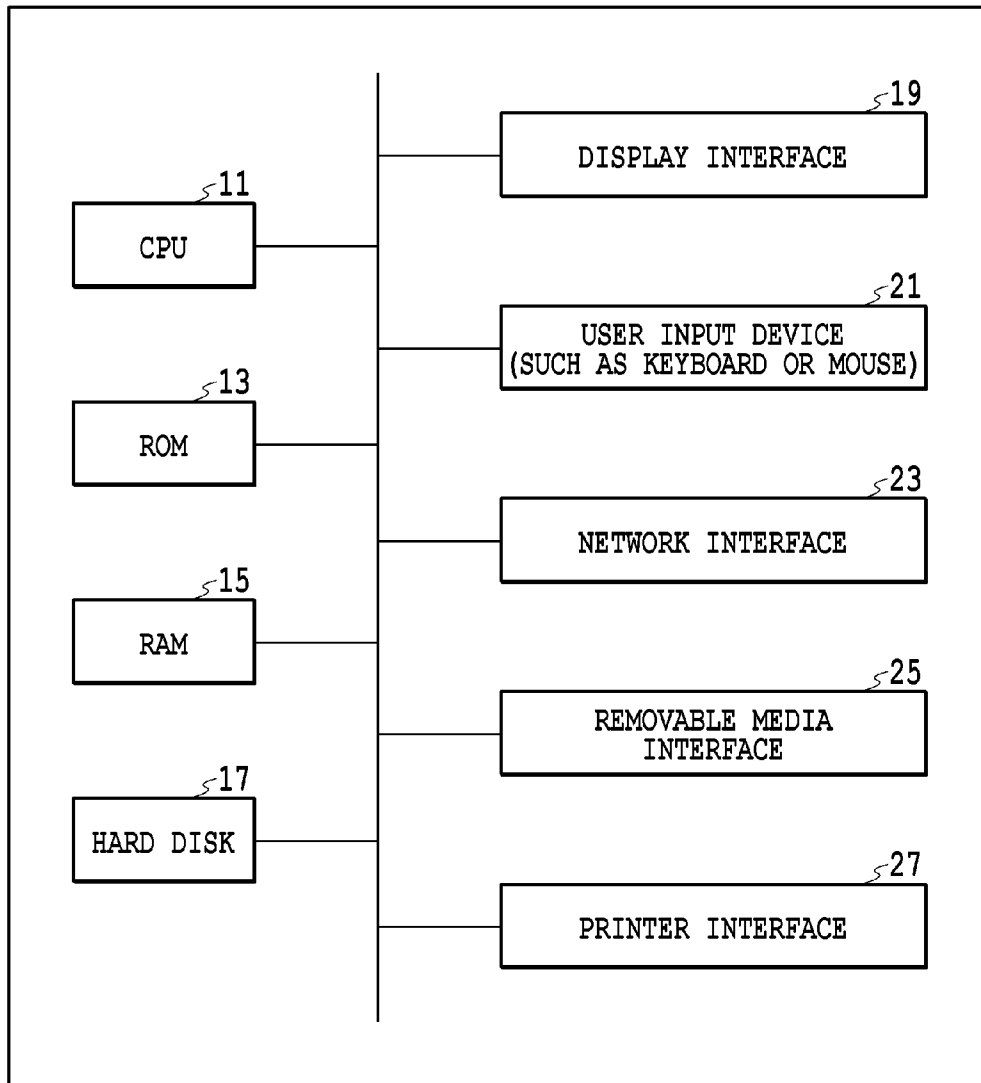 11
CPU
13
ROM
15
RAM
17
HARD DISK
19
DISPLAY INTERFACE
21
USER INPUT DEVICE
(SUCH AS KEYBOARD OR MOUSE)
23
NETWORK INTERFACE
25
REMOVABLE MEDIA
INTERFACE
27
PRINTER INTERFACE